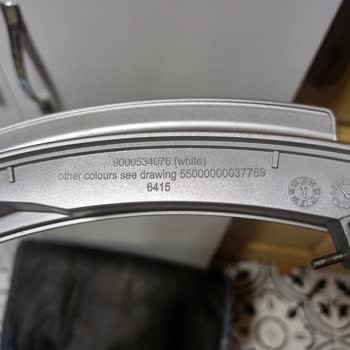 9000534076 (white)
other colours see drawing 55000000037789
6415